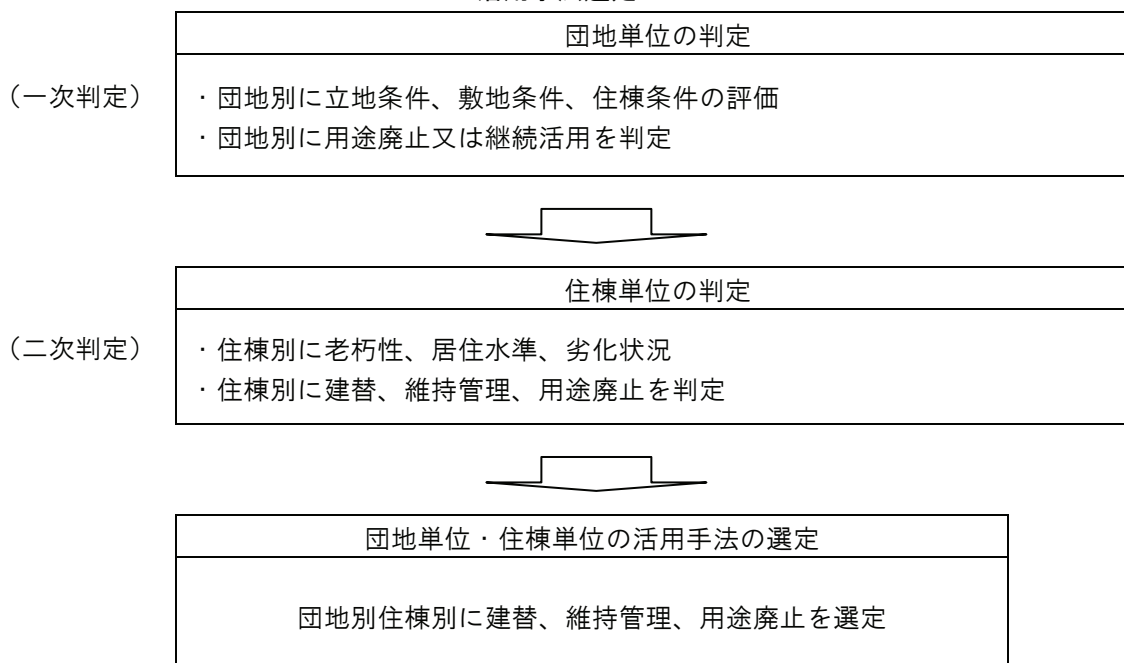 団地単位の判定
(一次判定)
・団地別に立地条件、敷地条件、住棟条件の評価
・団地別に用途廃止又は継続活用を判定
住棟単位の判定
(二次判定)
・住棟別に老朽性、居住水準、劣化状況
・住棟別に建替、維持管理、用途廃止を判定
団地単位・住棟単位の活用手法の選定
団地別住棟別に建替、維持管理、用途廃止を選定